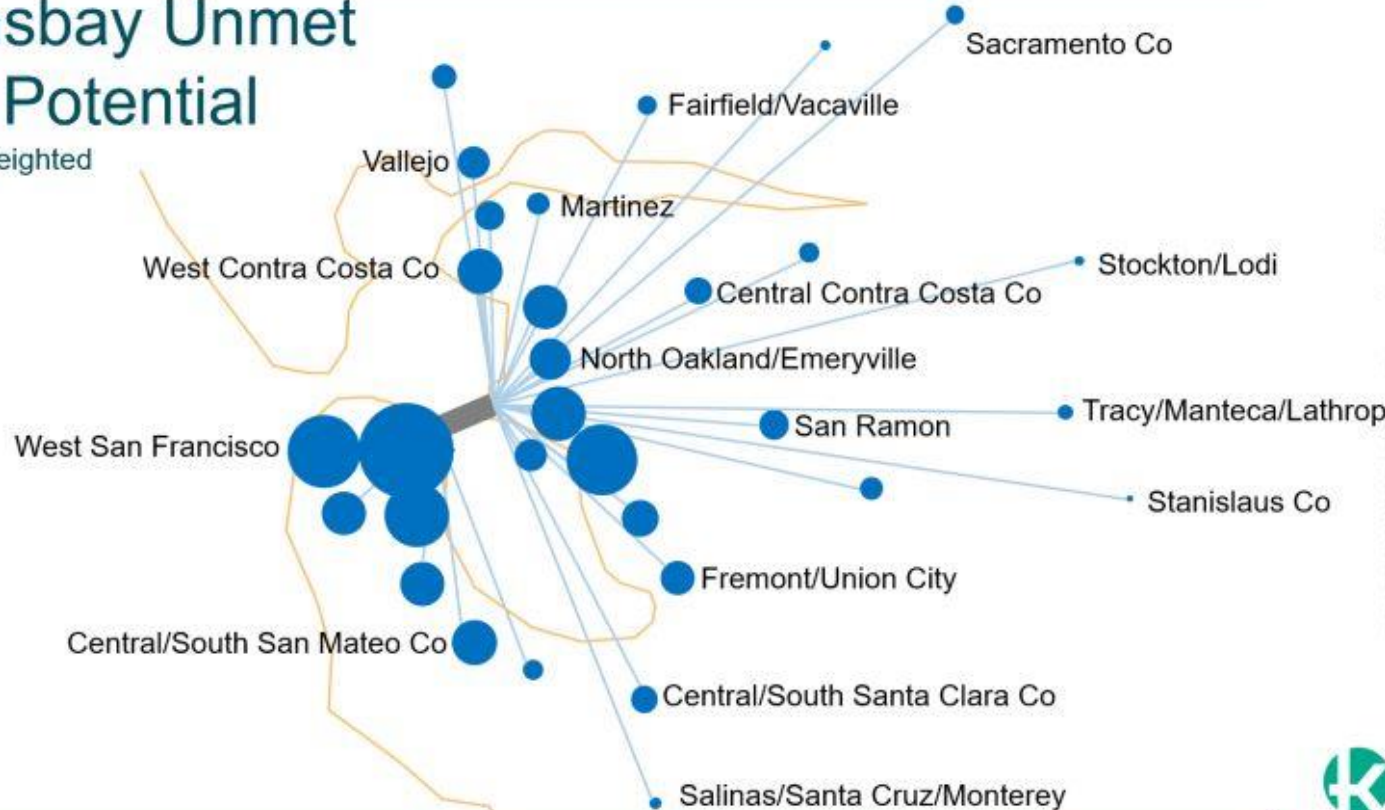 sbay Unmet
Potential
eighted
Sacramento Co
Fairfield/Vacaville
Vallejo
Martinez
West Contra Costa Co
Stockton/Lodi
Central Contra Costa Co
North Oakland/Emeryville
Tracy/Manteca/Lathrop
San Ramon
West San Francisco
Stanislaus Co
Fremont/Union City
Central/South San Mateo Co
Central/South Santa Clara Co
Salinas/Santa Cruz/Monterey